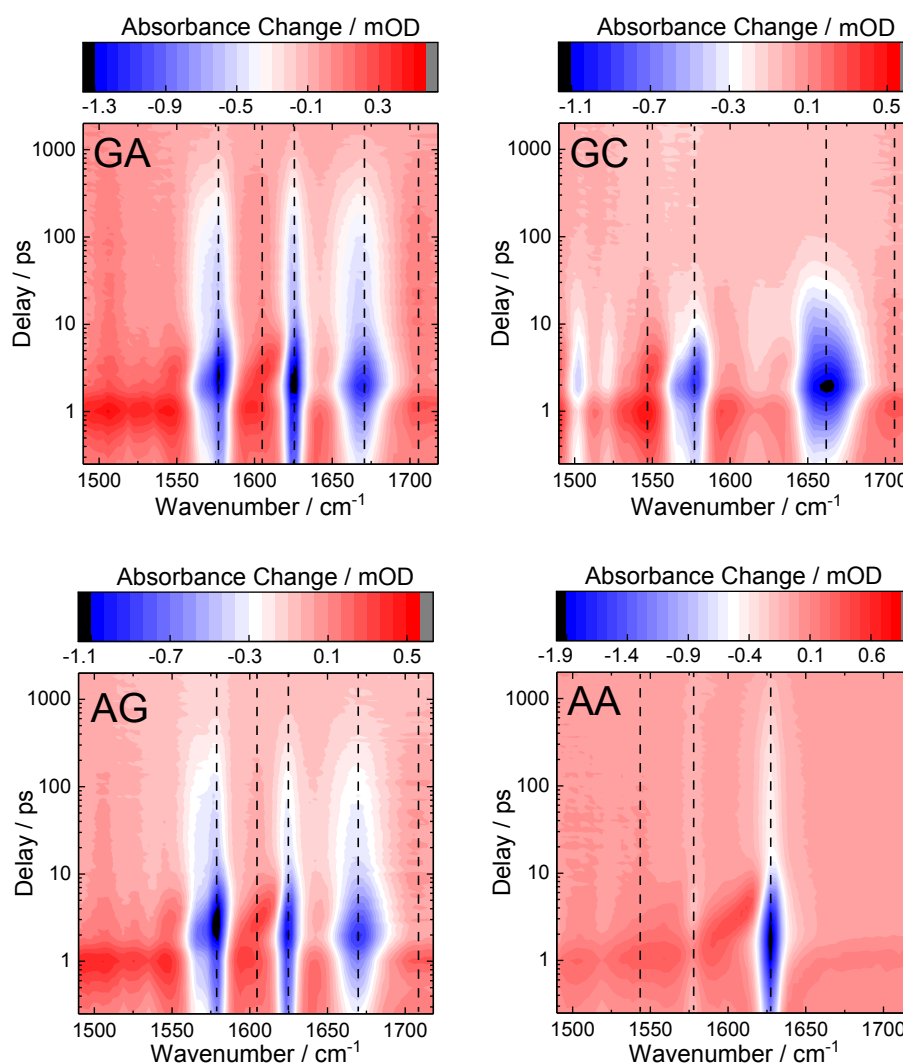 Absorbance Change / mOD
-1.3 -0.9 -0.5 -0.1 0.3
GA
1000
100
10
1
Delay / ps
1500 1550 1600 1650 1700
Wavenumber / cm-1
Absorbance Change / mOD
-1.1 -0.7 -0.3 0.1 0.5
GC
1000
100
10
1
Delay / ps
1500 1550 1600 1650 1700
Wavenumber / cm-1
Absorbance Change / mOD
-1.1 -0.7 -0.3 0.1 0.5
AG
1000
100
10
1
Delay / ps
1500 1550 1600 1650 1700
Wavenumber / cm-1
Absorbance Change / mOD
-1.9 -1.4 -0.9 -0.4 0.1 0.6
AA
1000
100
10
1
Delay / ps
1500 1550 1600 1650 1700
Wavenumber / cm-1